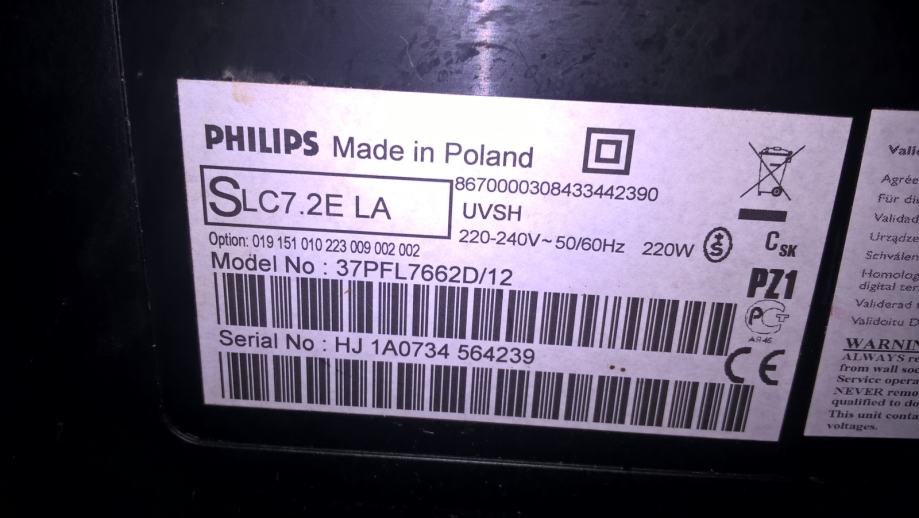 PHILIPS Made in Poland
SLC7.2E LA
8670000308433442390
UVSH
220-240V~ 50/60Hz 220W
Option: 019 151 010 223 009 002 002
Model No : 37PFL7662D/12
Serial No : HJ 1A0734 564239
S
CSK
PZ1
PCT
CE
Vali
Agrée
Für di
Validad
Urządze
Schválen
Homolog
digital ter
Validerad
Validoitu D
WARNIN
ALWAYS re
from wall soc
Service opera
NEVER remo
qualified to do
This unit conta
voltages.